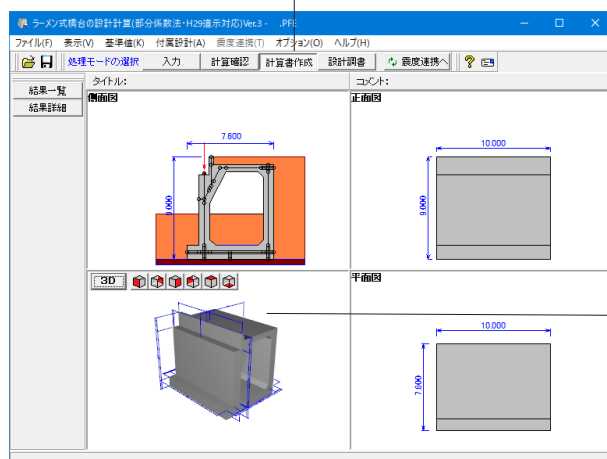 ラーメン式橋台の設計計算(部分係数法・H29道示対応)Ver.3 - .PFE
ファイル(F) 表示(V) 基準値(K) 付属設計(A) 震度連携(T) オプション(O) ヘルプ(H)
処理モードの選択 入力 計算確認 計算書作成 設計調書 震度連携へ ?
結果一覧
結果詳細
タイトル: コメント:
側面図
7.600
9.000
正面図
10.000
9.000
3D
平面図
10.000
7.600